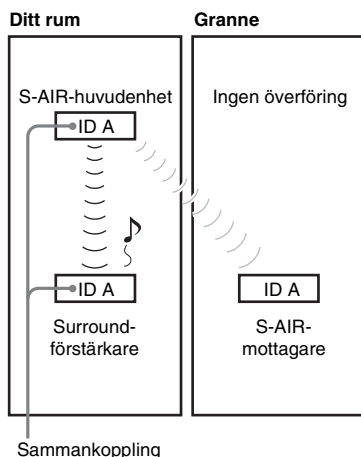 Ditt rum
Granne
S-AIR-huvudenhet
ID A
ID A
Surround-
förstärkare
Ingen överföring
ID A
S-AIR-
mottagare
Sammankoppling